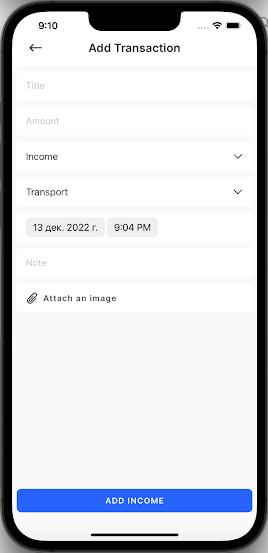 9:10
Add Transaction
Title
Amount
Income
Transport
13 дек. 2022 г. 9:04 PM
Note
Attach an image
ADD INCOME